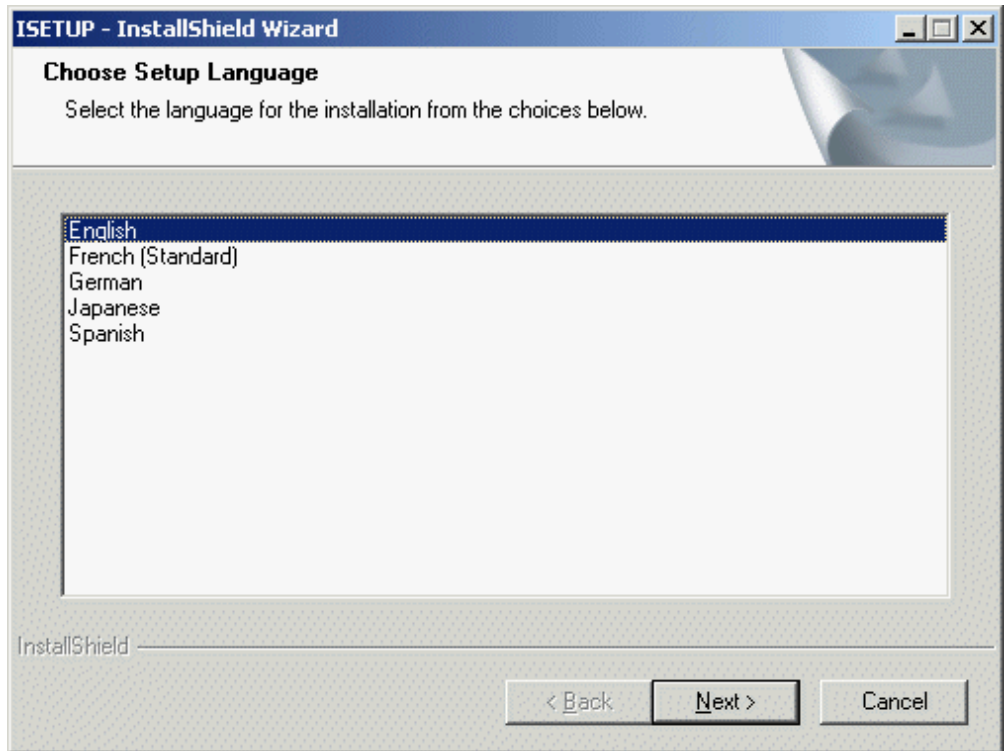 ISETUP - InstallShield Wizard
Choose Setup Language
Select the language for the installation from the choices below.
English
French (Standard)
German
Japanese
Spanish
InstallShield
< Back
Next >
Cancel